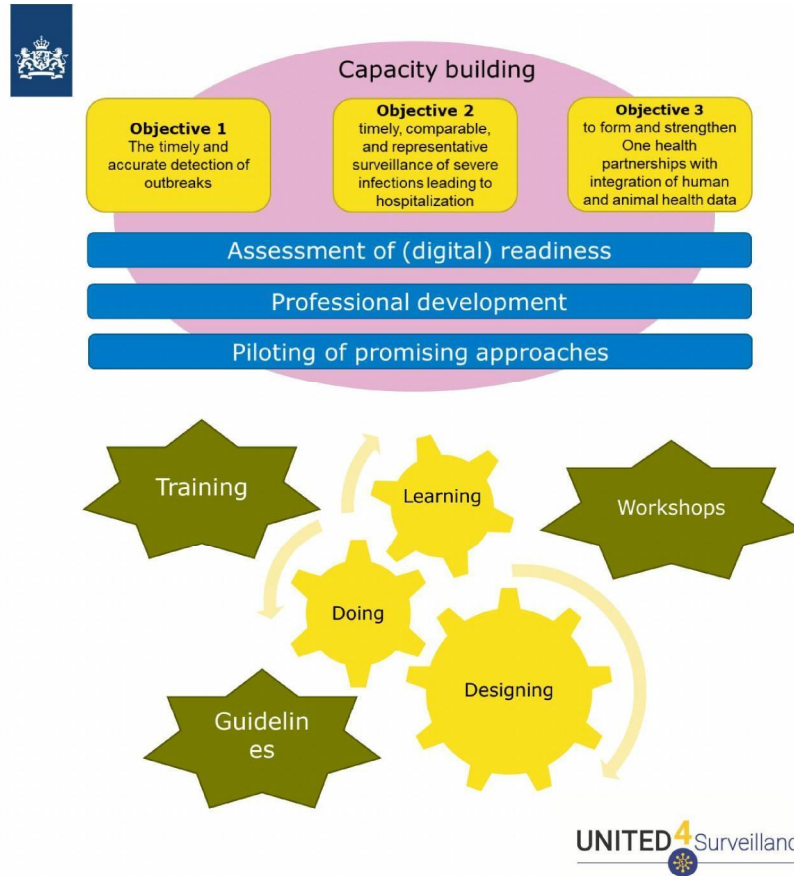 Capacity building
Objective 1
The timely and
accurate detection of
outbreaks
Objective 2
timely, comparable,
and representative
surveillance of severe
infections leading to
hospitalization
Objective 3
to form and strengthen
One health
partnerships with
integration of human
and animal health data
Assessment of (digital) readiness
Professional development
Piloting of promising approaches
Training
Learning
Workshops
Doing
Designing
Guidelin
es
UNITED4Surveillanc